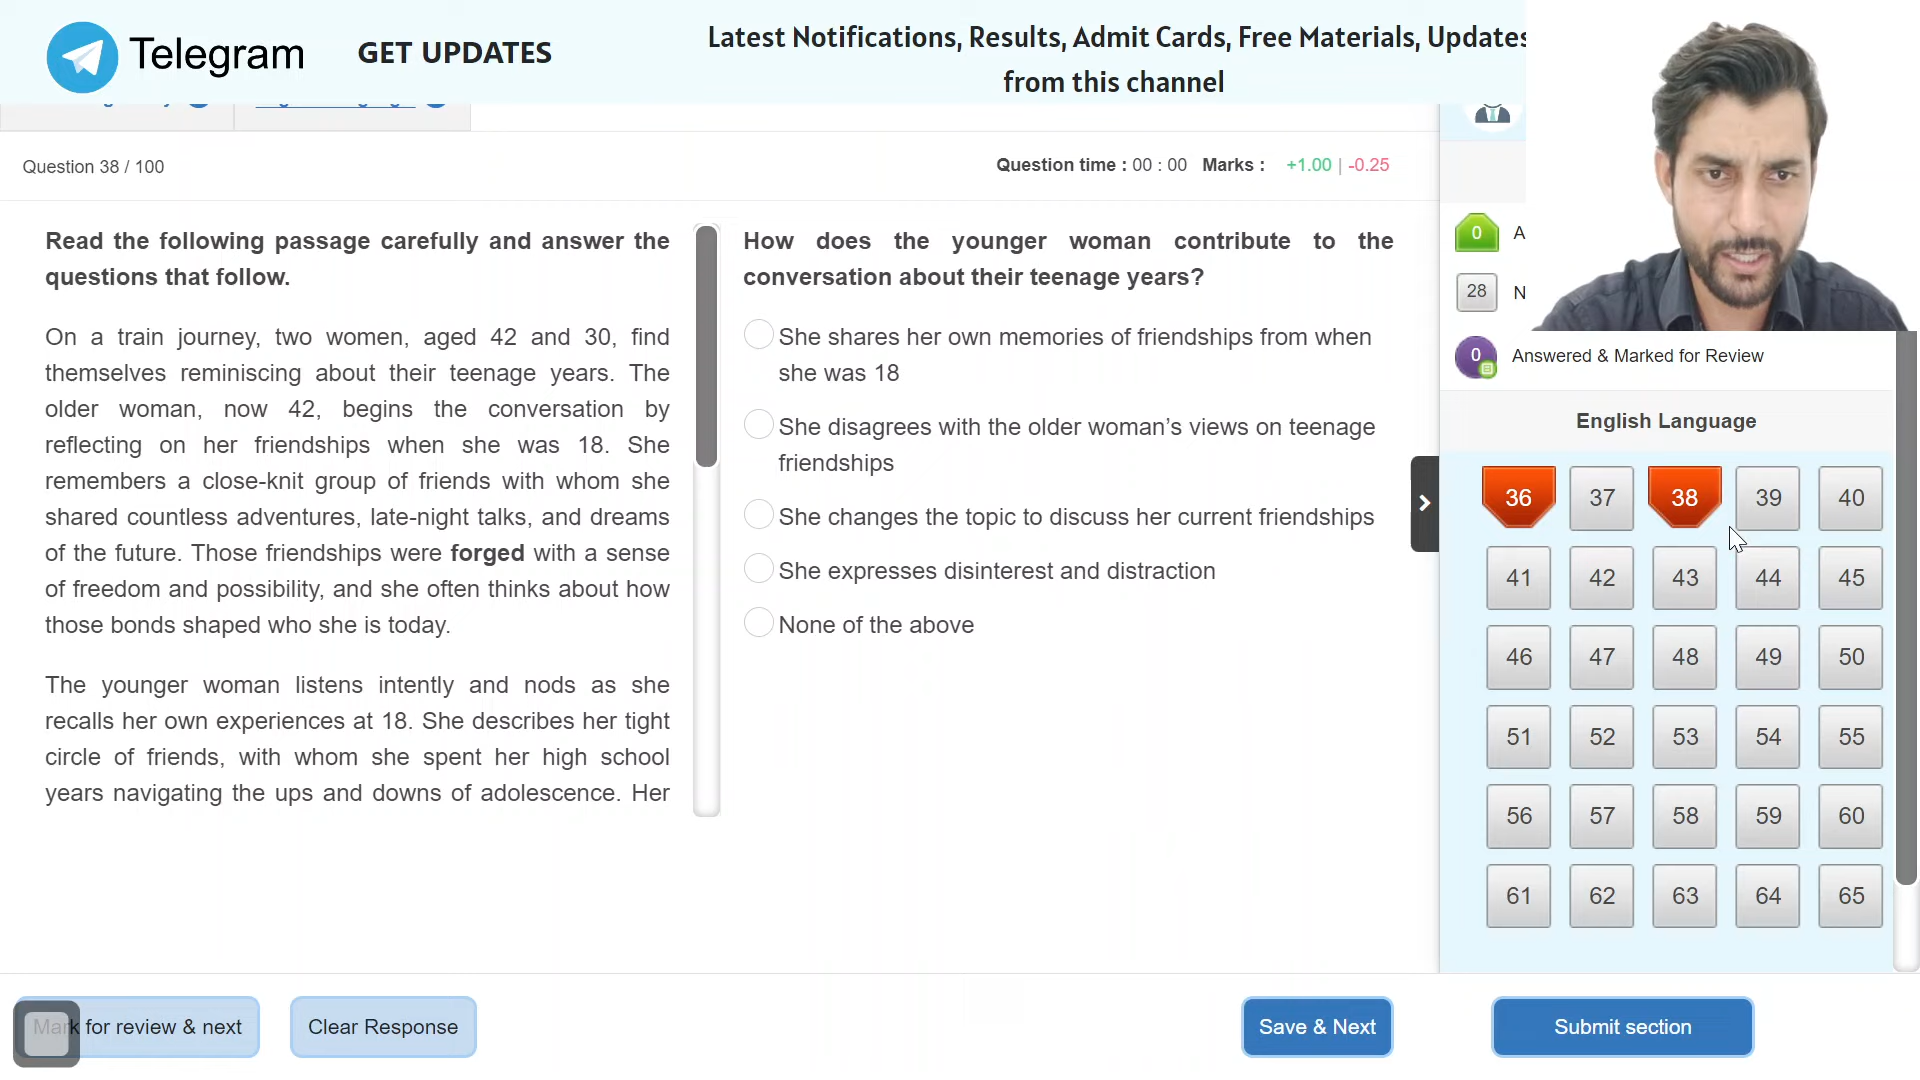 Telegram
GET UPDATES
Latest Notifications, Results, Admit Cards, Free Materials, Updates
from this channel
Question 38 / 100
Question time : 00 : 00 Marks : +1.00 | -0.25
Read the following passage carefully and answer the
questions that follow.
On a train journey, two women, aged 42 and 30, find
themselves reminiscing about their teenage years. The
older woman, now 42, begins the conversation by
reflecting on her friendships when she was 18. She
remembers a close-knit group of friends with whom she
shared countless adventures, late-night talks, and dreams
of the future. Those friendships were forged with a sense
of freedom and possibility, and she often thinks about how
those bonds shaped who she is today.
The younger woman listens intently and nods as she
recalls her own experiences at 18. She describes her tight
circle of friends, with whom she spent her high school
years navigating the ups and downs of adolescence. Her
How does the younger woman contribute to the
conversation about their teenage years?
She shares her own memories of friendships from when
she was 18
She disagrees with the older woman’s views on teenage
friendships
She changes the topic to discuss her current friendships
She expresses disinterest and distraction
None of the above
0 A
28 N
0 Answered & Marked for Review
English Language
36 37 38 39 40
41 42 43 44 45
46 47 48 49 50
51 52 53 54 55
56 57 58 59 60
61 62 63 64 65
Mark for review & next
Clear Response
Save & Next
Submit section